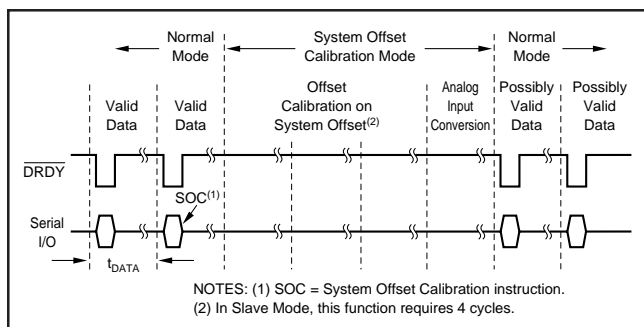 Normal Mode
System Offset Calibration Mode
Normal Mode
Valid Data
Valid Data
Offset Calibration on System Offset(2)
Analog Input Conversion
Possibly Valid Data
Possibly Valid Data
DRDY
SOC(1)
Serial I/O
tDATA
NOTES: (1) SOC = System Offset Calibration instruction.
(2) In Slave Mode, this function requires 4 cycles.